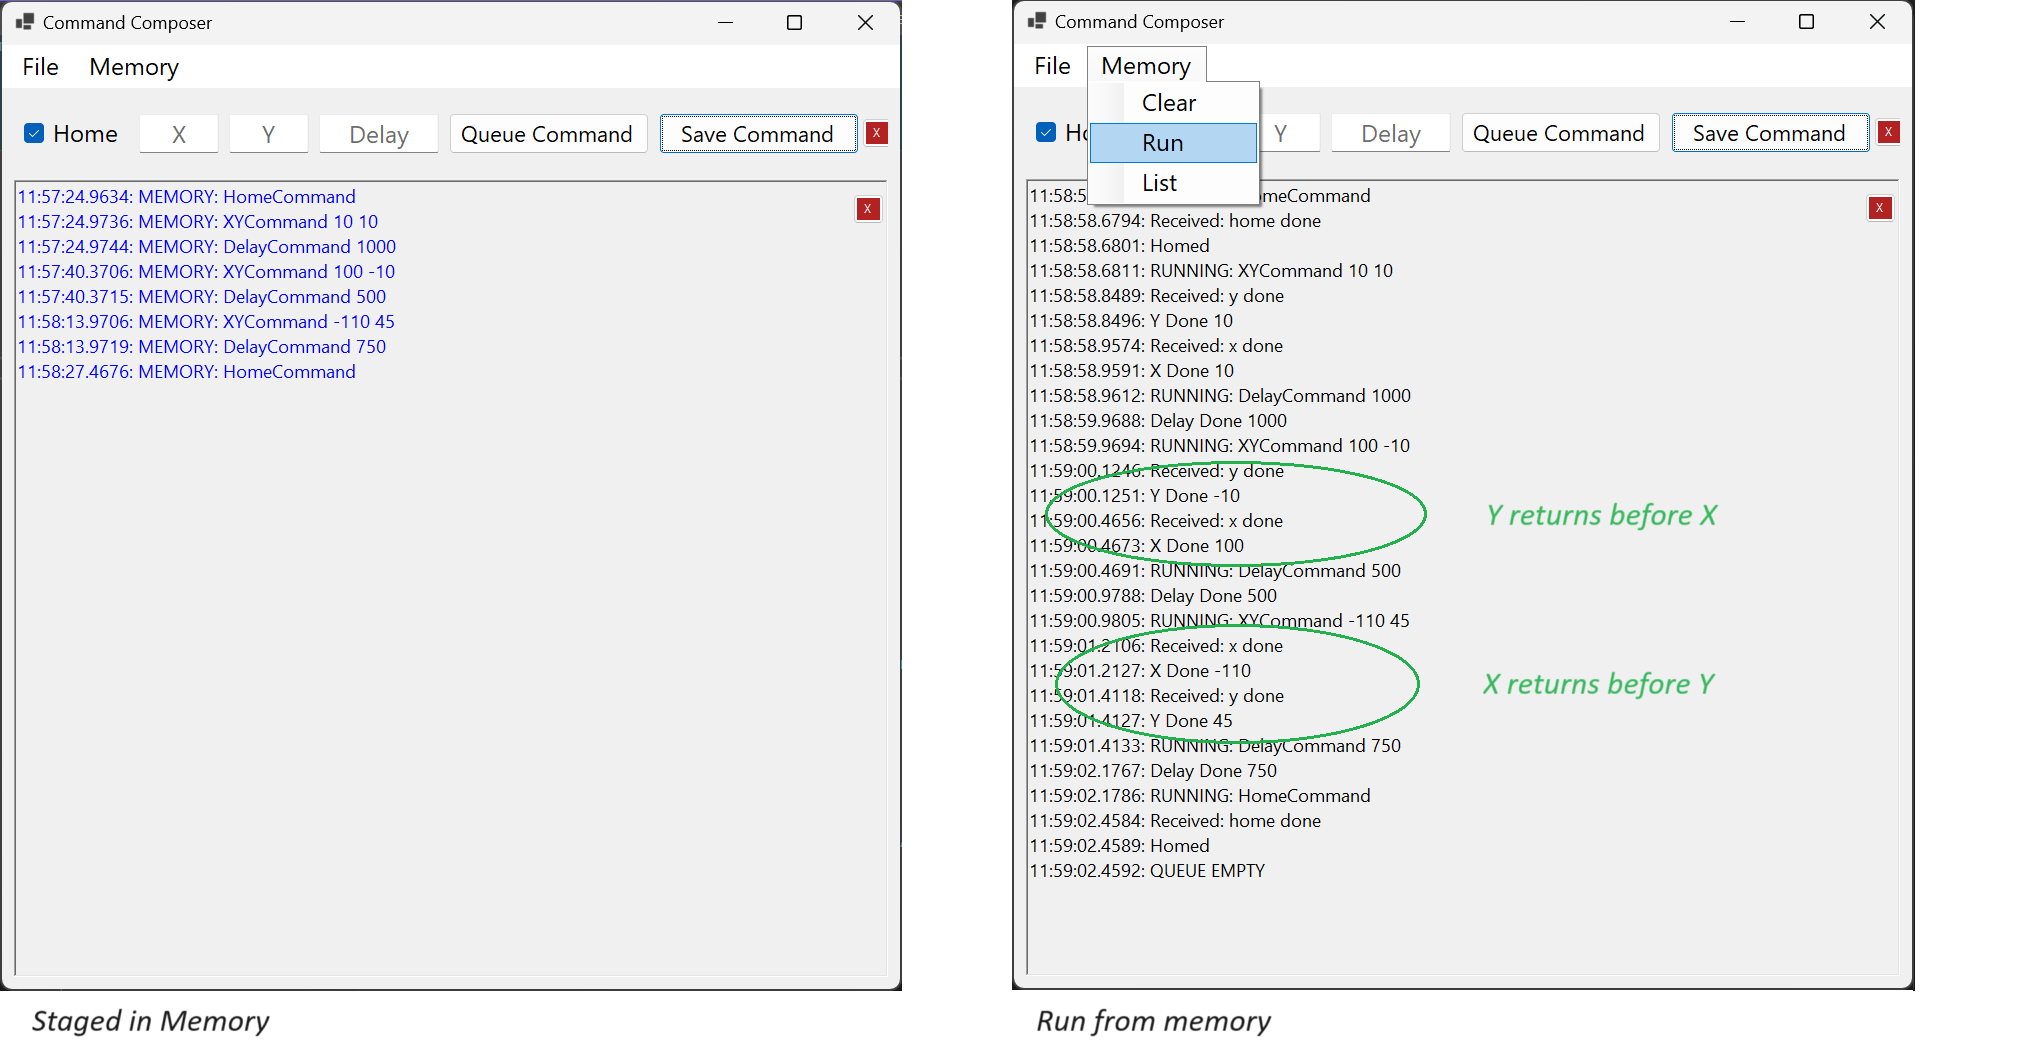 Command Composer
File Memory
Home X Y Delay Queue Command Save Command X
X
11:57:24.9634: MEMORY: HomeCommand
11:57:24.9736: MEMORY: XYCommand 10 10
11:57:24.9744: MEMORY: DelayCommand 1000
11:57:40.3706: MEMORY: XYCommand 100 -10
11:57:40.3715: MEMORY: DelayCommand 500
11:58:13.9706: MEMORY: XYCommand -110 45
11:58:13.9719: MEMORY: DelayCommand 750
11:58:27.4676: MEMORY: HomeCommand
Staged in Memory
Command Composer
File Memory
Clear
Run
List
Y Delay Queue Command Save Command X
X
11:58:5 meCommand
11:58:58.6794: Received: home done
11:58:58.6801: Homed
11:58:58.6811: RUNNING: XYCommand 10 10
11:58:58.8489: Received: y done
11:58:58.8496: Y Done 10
11:58:58.9574: Received: x done
11:58:58.9591: X Done 10
11:58:58.9612: RUNNING: DelayCommand 1000
11:58:59.9688: Delay Done 1000
11:58:59.9694: RUNNING: XYCommand 100 -10
11:59:00.1246: Received: y done
11:59:00.1251: Y Done -10
11:59:00.4656: Received: x done
11:59:00.4673: X Done 100
11:59:00.4691: RUNNING: DelayCommand 500
11:59:00.9788: Delay Done 500
11:59:00.9805: RUNNING: XYCommand -110 45
11:59:01.2106: Received: x done
11:59:01.2127: X Done -110
11:59:01.4118: Received: y done
11:59:01.4127: Y Done 45
11:59:01.4133: RUNNING: DelayCommand 750
11:59:02.1767: Delay Done 750
11:59:02.1786: RUNNING: HomeCommand
11:59:02.4584: Received: home done
11:59:02.4589: Homed
11:59:02.4592: QUEUE EMPTY
Y returns before X
X returns before Y
Run from memory